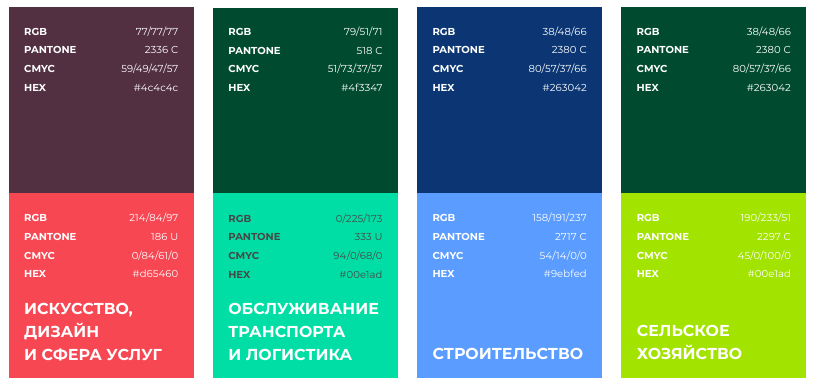 RGB 77/77/77
PANTONE 2336 C
CMYC 59/49/47/57
HEX #4c4c4c
RGB 214/84/97
PANTONE 186 U
CMYC 0/84/61/0
HEX #d65460
ИСКУССТВО,
ДИЗАЙН
И СФЕРА УСЛУГ
RGB 79/51/71
PANTONE 518 C
CMYC 51/73/37/57
HEX #4f3347
RGB 0/225/173
PANTONE 333 U
CMYC 94/0/68/0
HEX #00e1ad
ОБСЛУЖИВАНИЕ
ТРАНСПОРТА
И ЛОГИСТИКА
RGB 38/48/66
PANTONE 2380 C
CMYC 80/57/37/66
HEX #263042
RGB 158/191/237
PANTONE 2717 C
CMYC 54/14/0/0
HEX #9ebfed
СТРОИТЕЛЬСТВО
RGB 38/48/66
PANTONE 2380 C
CMYC 80/57/37/66
HEX #263042
RGB 190/233/51
PANTONE 2297 C
CMYC 45/0/100/0
HEX #00e1ad
СЕЛЬСКОЕ
ХОЗЯЙСТВО